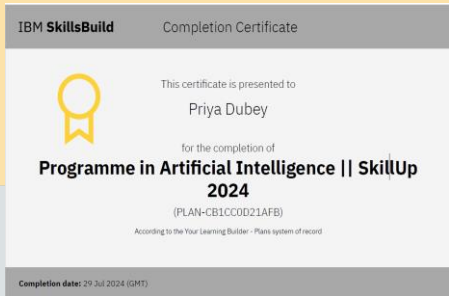 IBM SkillsBuild Completion Certificate
This certificate is presented to
Priya Dubey
for the completion of
Programme in Artificial Intelligence || SkillUp
2024
(PLAN-CB1CC0D21AFB)
According to the Your Learning Builder - Plans system of record
Completion date: 29 Jul 2024 (GMT)